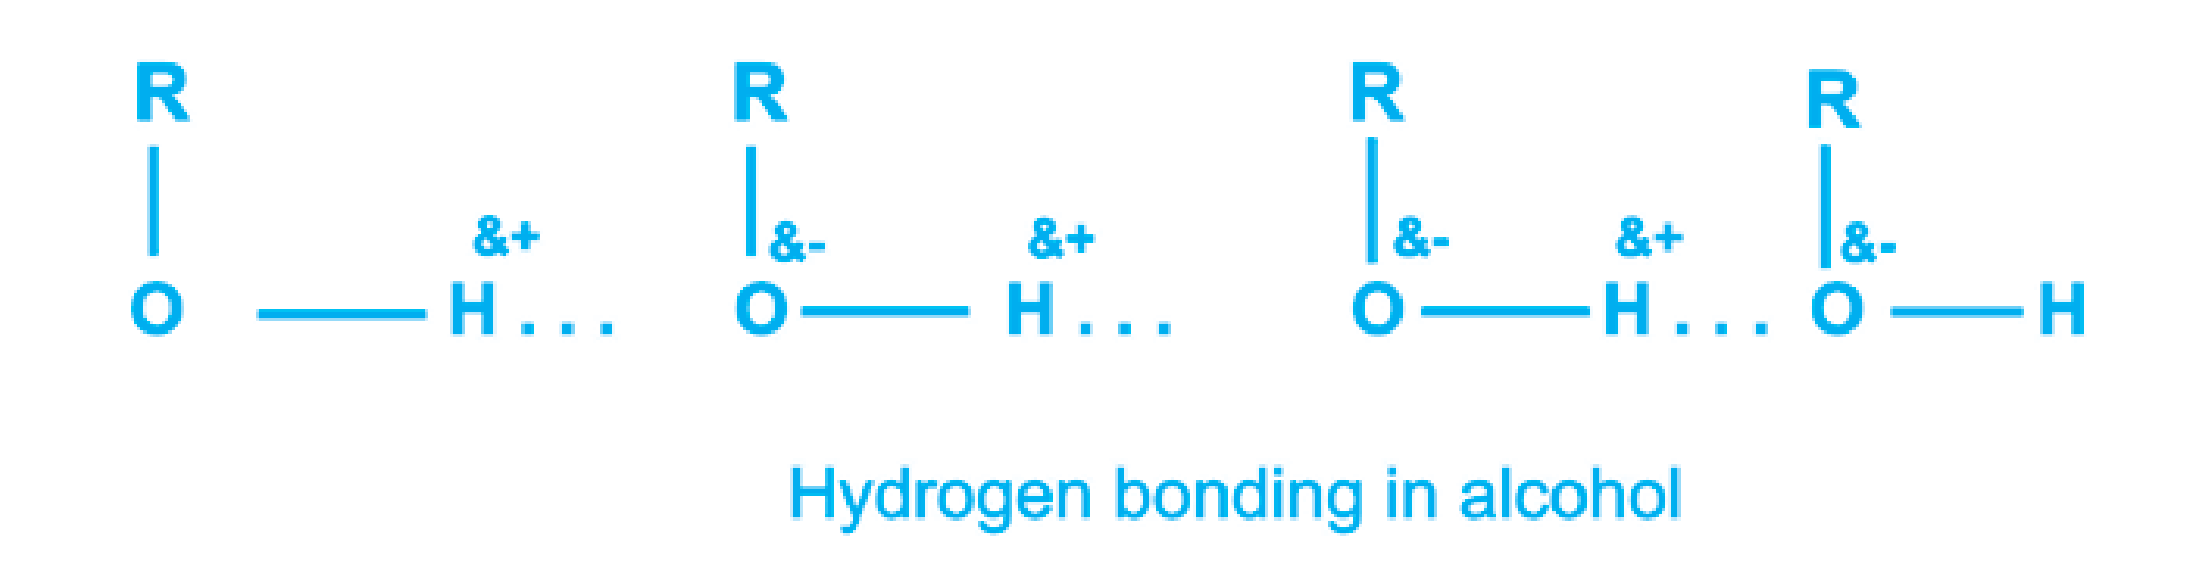 R R R R
&+ &- &+ &- &+ &-
O H... O H... O H... O H
Hydrogen bonding in alcohol